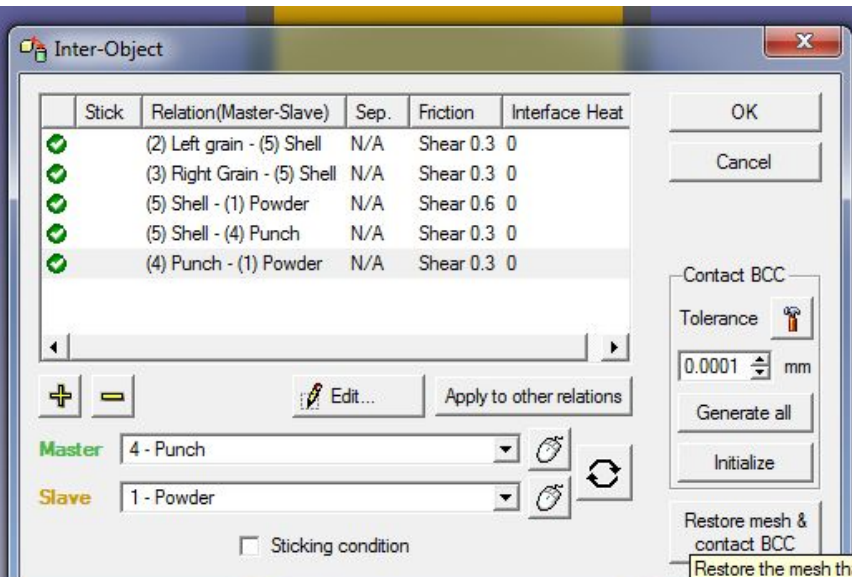 Inter-Object
Stick Relation(Master-Slave) Sep. Friction Interface Heat
(2) Left grain - (5) Shell N/A Shear 0.3 0
(3) Right Grain - (5) Shell N/A Shear 0.3 0
(5) Shell - (1) Powder N/A Shear 0.6 0
(5) Shell - (4) Punch N/A Shear 0.3 0
(4) Punch - (1) Powder N/A Shear 0.3 0
OK
Cancel
Contact BCC
Tolerance
0.0001 mm
Generate all
Initialize
Restore mesh &
contact BCC
Restore the mesh tha
Edit...
Apply to other relations
Master 4 - Punch
Slave 1 - Powder
Sticking condition